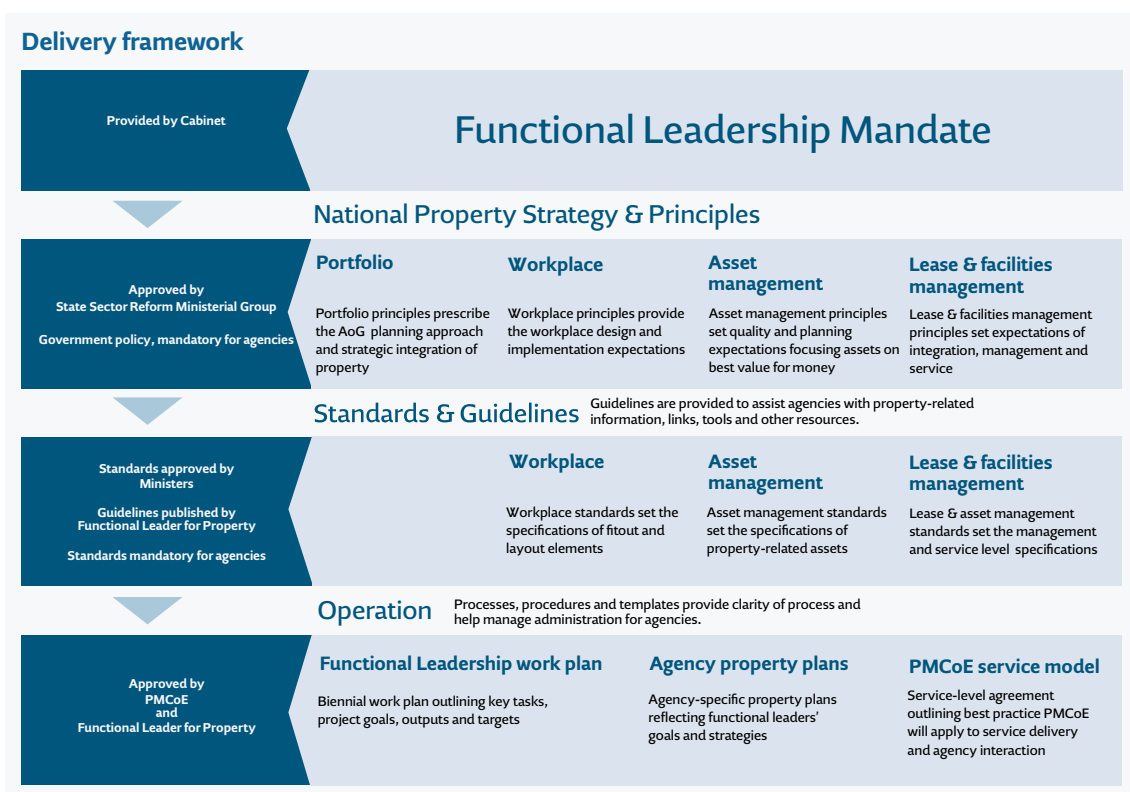 Delivery framework
Provided by Cabinet
Functional Leadership Mandate
National Property Strategy & Principles
Approved by
State Sector Reform Ministerial Group
Government policy, mandatory for agencies
Portfolio
Portfolio principles prescribe
the AoG planning approach
and strategic integration of
property
Workplace
Workplace principles provide
the workplace design and
implementation expectations
Asset
management
Asset management principles
set quality and planning
expectations focusing assets on
best value for money
Lease & facilities
management
Lease & facilities management
principles set expectations of
integration, management and
service
Standards & Guidelines
Guidelines are provided to assist agencies with property-related
information, links, tools and other resources.
Standards approved by
Ministers
Guidelines published by
Functional Leader for Property
Standards mandatory for agencies
Workplace
Workplace standards set the
specifications of fitout and
layout elements
Asset
management
Asset management standards
set the specifications of
property-related assets
Lease & facilities
management
Lease & asset management
standards set the management
and service level specifications
Operation
Processes, procedures and templates provide clarity of process and
help manage administration for agencies.
Approved by
PMCoE
and
Functional Leader for Property
Functional Leadership work plan
Biennial work plan outlining key tasks,
project goals, outputs and targets
Agency property plans
Agency-specific property plans
reflecting functional leaders'
goals and strategies
PMCoE service model
Service-level agreement
outlining best practice PMCoE
will apply to service delivery
and agency interaction